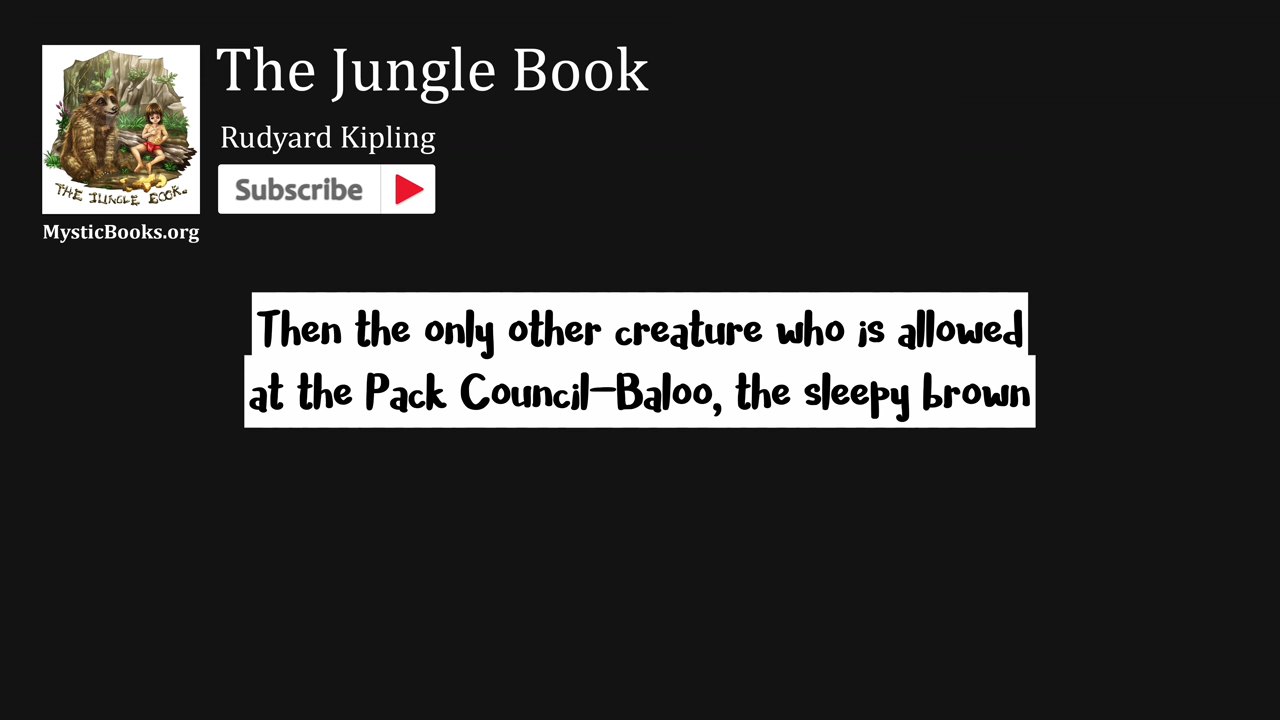 The Jungle Book
Rudyard Kipling
Subscribe
THE JUNGLE BOOK.
MysticBooks.org
Then the only other creature who is allowed
at the Pack Council—Baloo, the sleepy brown